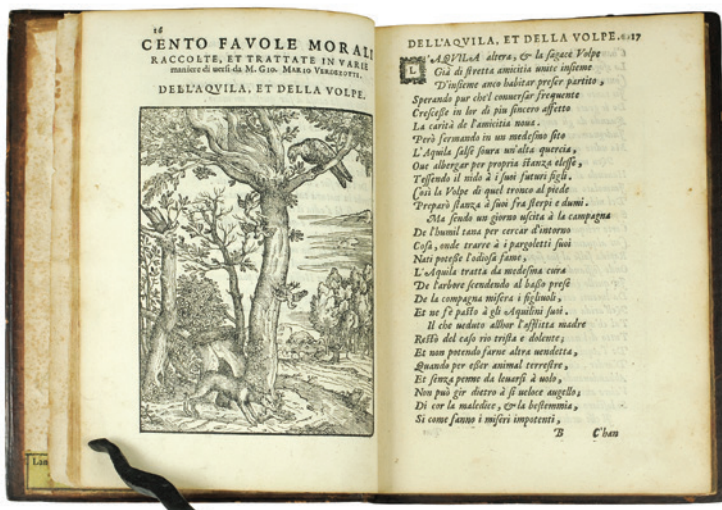 16
CENTO FAVOLE MORALI
RACCOLTE, ET TRATTATE IN VARIE
maniere di uersi da M. GIO. MARIO VERDEZOTTI.
DELL'AQVILA, ET DELLA VOLPE.
DELL'AQVILA, ET DELLA VOLPE. 17
L'AQVILA altera, & la sagace Volpe
Già di stretta amicitia unite insieme
D'insieme anco habitar preser partito,
Sperando pur che'l conuersar frequente
Crescesse in lor di piu sincero affetto
La carità de l'amicitia noua.
Però fermando in un medesmo sito
L'Aquila salse soura un'alta quercia,
Oue albergar per propria stanza elesse,
Tessendo il nido à i suoi futuri figli.
Così la Volpe di quel tronco al piede
Preparò stanza à suoi fra sterpi e dumi.
Ma sendo un giorno uscita à la campagna
De l'humil tana per cercar d'intorno
Cosa, onde trarre à i pargoletti suoi
Nati potesse l'odiosa fame,
L'Aquila tratta da medesma cura
De l'arbore scendendo al basso prese
De la compagna misera i figliuoli,
Et ne fè pasto à gli Aquilini suoi.
Il che ueduto allhor l'afflitta madre
Restò del caso rio trista e dolente;
Et non potendo farne altra uendetta,
Quando per esser animal terrestre,
Et senza penne da leuarsi à uolo,
Non può gir dietro à sì ueloce augello;
Di cor la maledice, & la bestemmia,
Si come fanno i miseri impotenti,
B Chan